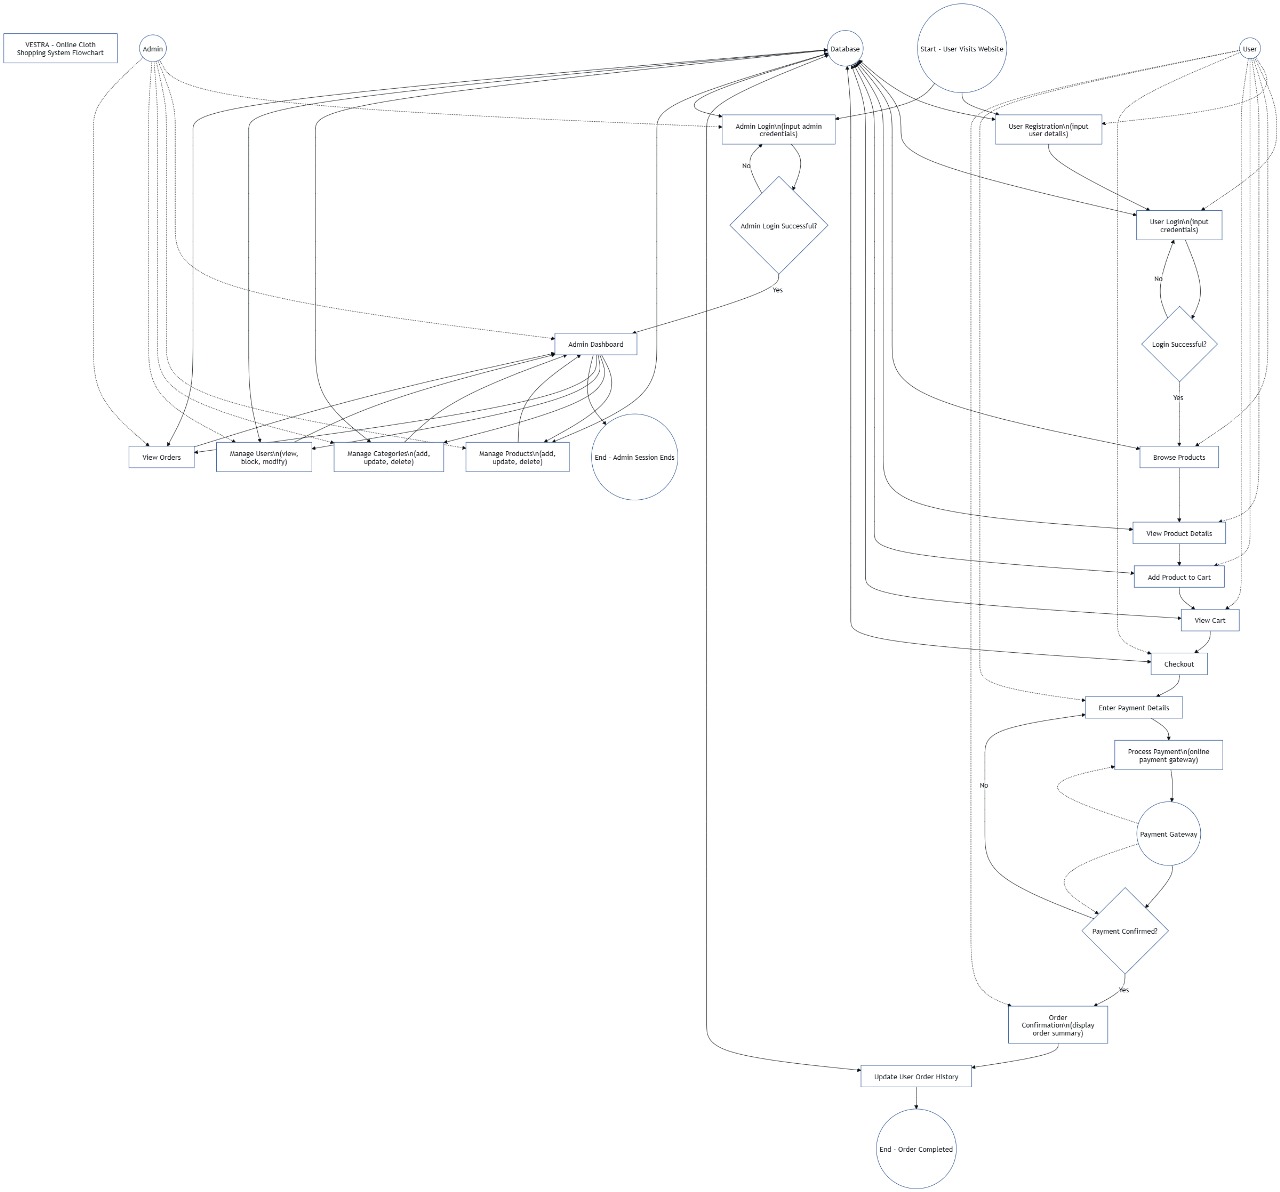 VESTRA - Online Cloth
Shopping System Flowchart
Admin
Database
Start - User Visits Website
User
Admin Login\n(input admin
credentials)
User Registration\n(input
user details)
No
Admin Login Successful?
Yes
User Login\n(input
credentials)
No
Login Successful?
Yes
Admin Dashboard
View Orders
Manage Users\n(view,
block, modify)
Manage Categories\n(add,
update, delete)
Manage Products\n(add,
update, delete)
End - Admin Session Ends
Browse Products
View Product Details
Add Product to Cart
View Cart
Checkout
Enter Payment Details
Process Payment\n(online
payment gateway)
No
Payment Gateway
Payment Confirmed?
Yes
Order
Confirmation\n(display
order summary)
Update User Order History
End - Order Completed